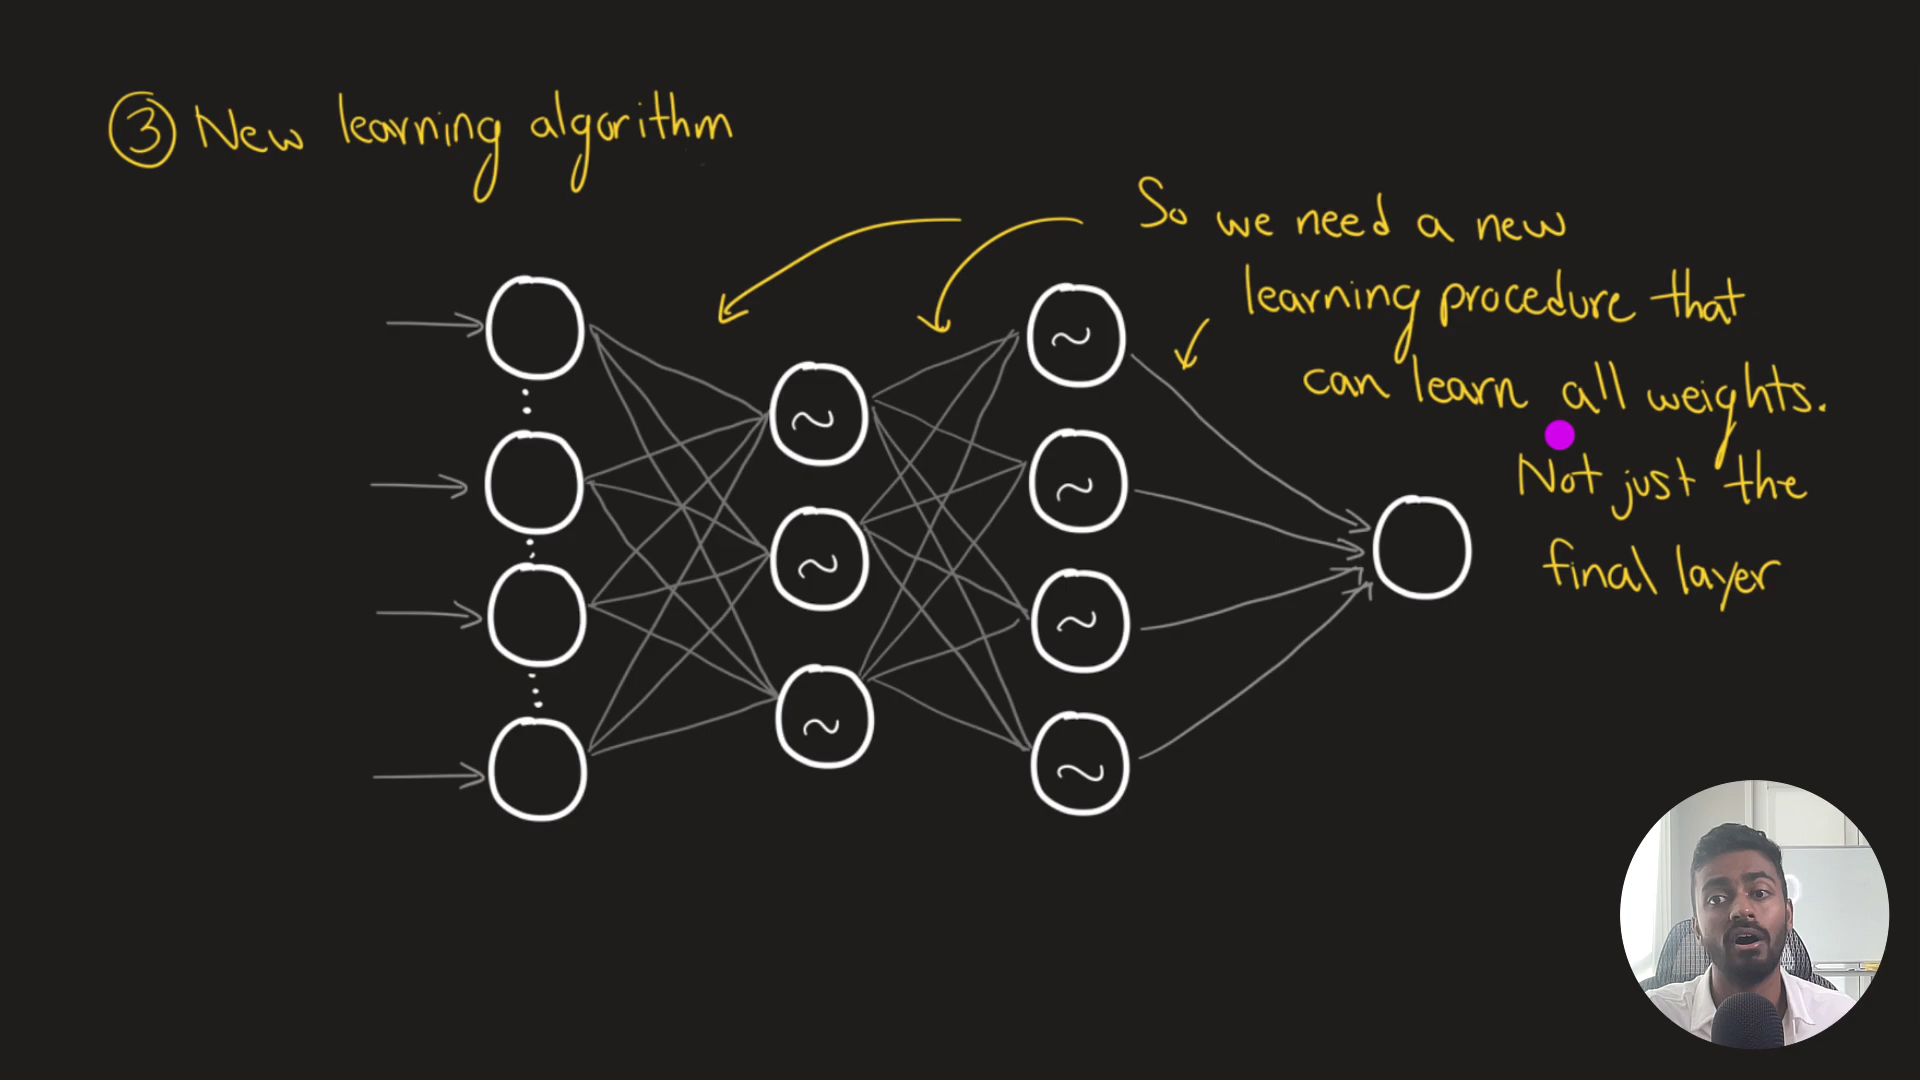 ③ New learning algorithm
So we need a new
learning procedure that
can learn all weights.
Not just the
final layer
~
~
~
~
~
~
~